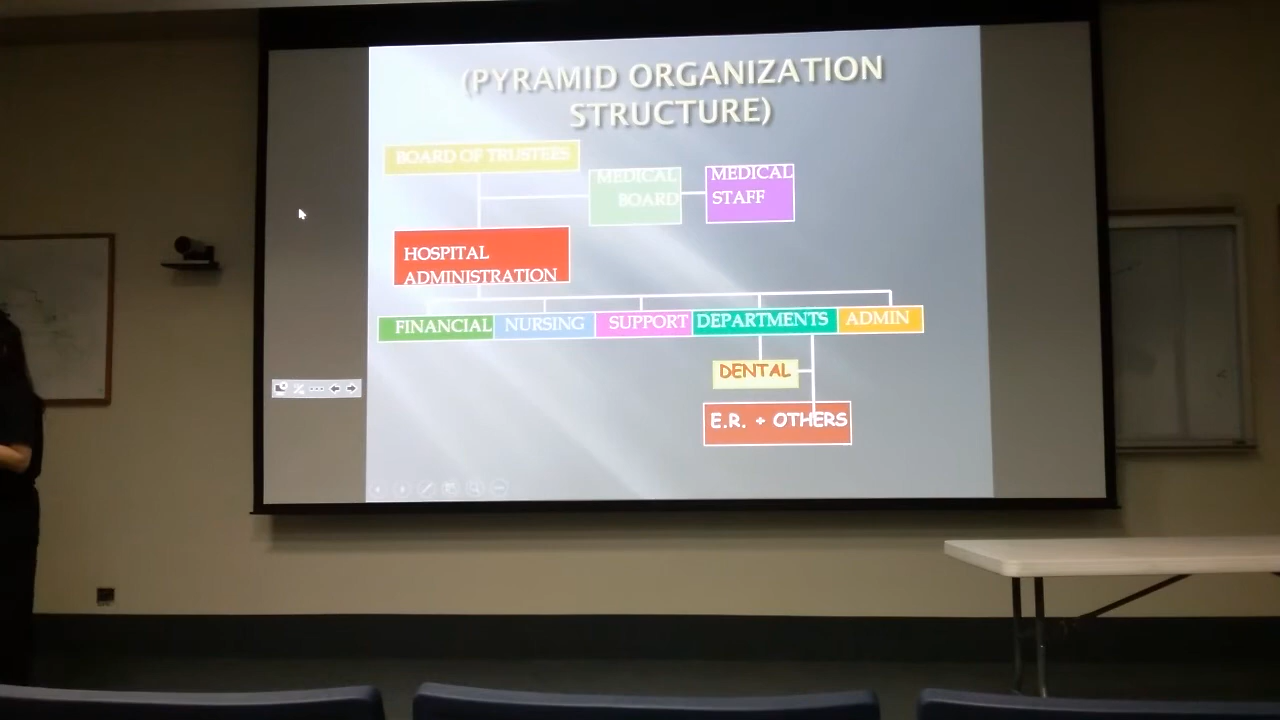 (PYRAMID ORGANIZATION
STRUCTURE)
BOARD OF TRUSTEES
MEDICAL
BOARD
MEDICAL
STAFF
HOSPITAL
ADMINISTRATION
FINANCIAL
NURSING
SUPPORT
DEPARTMENTS
ADMIN
DENTAL
E.R. + OTHERS